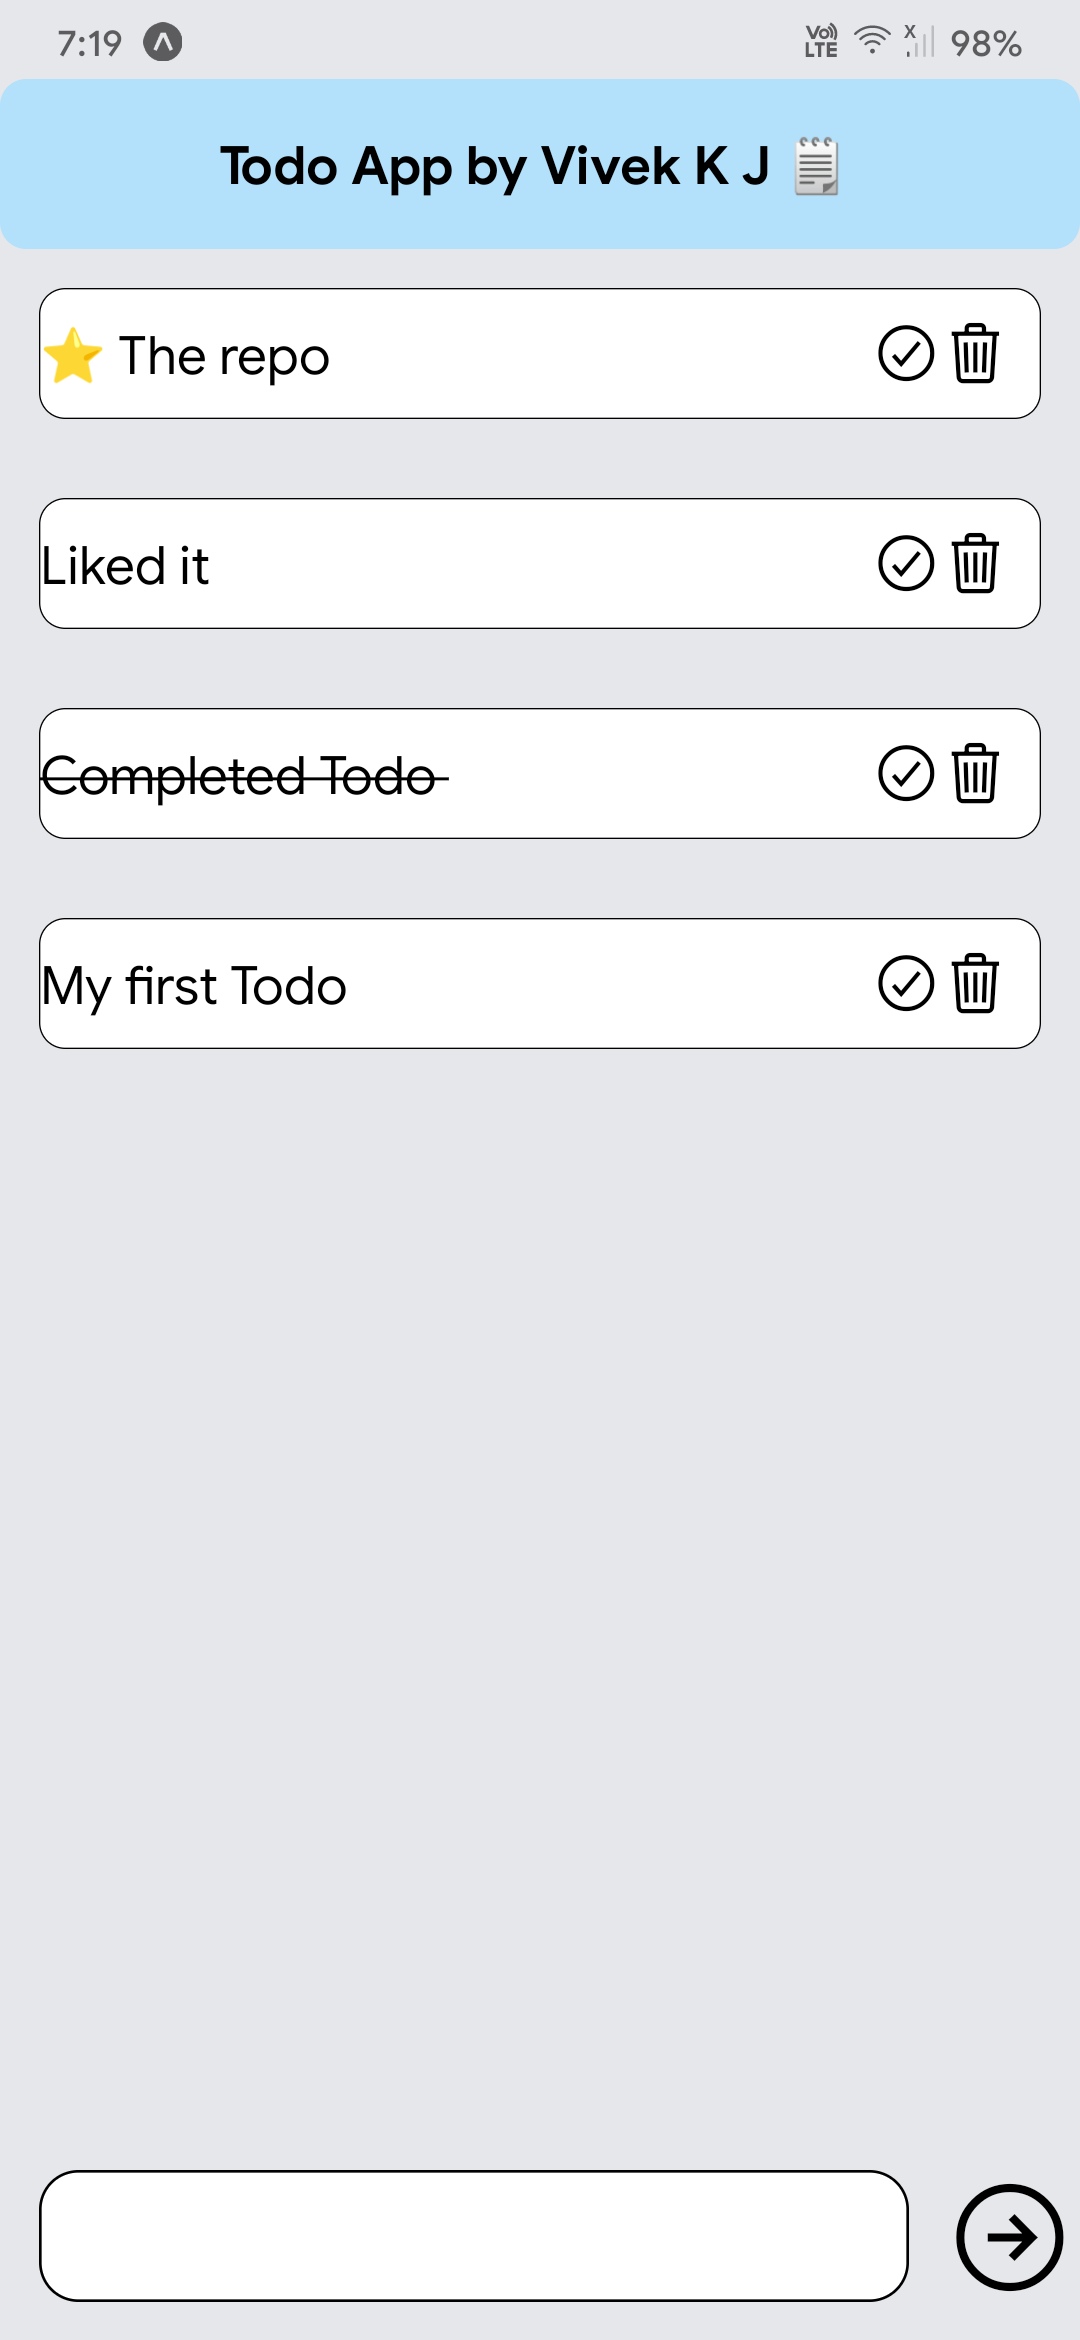 7:19 Vo) LTE X 98%
Todo App by Vivek K J 🗒️
⭐ The repo
Liked it
Completed Todo
My first Todo